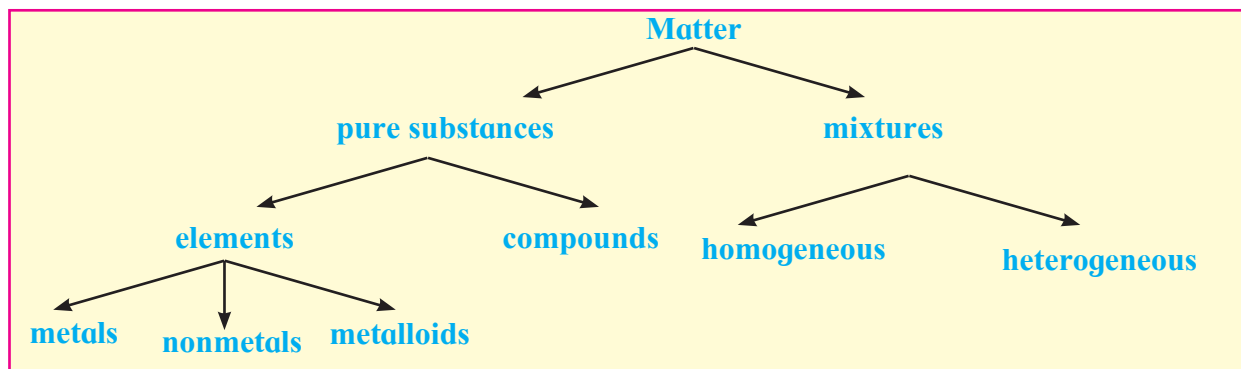 Matter
pure substances
mixtures
elements
compounds
homogeneous
heterogeneous
metals
nonmetals
metalloids